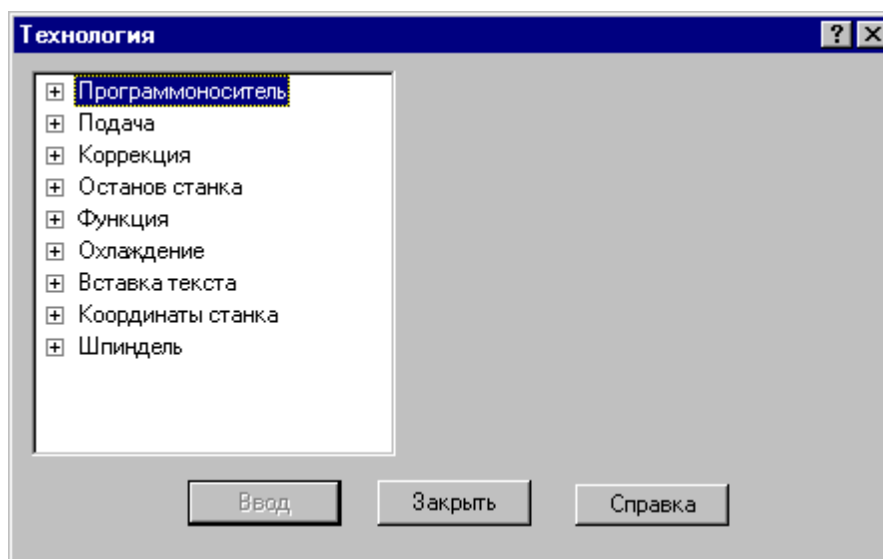 Технология
Программоноситель
Подача
Коррекция
Останов станка
Функция
Охлаждение
Вставка текста
Координаты станка
Шпиндель
Ввод
Закрыть
Справка